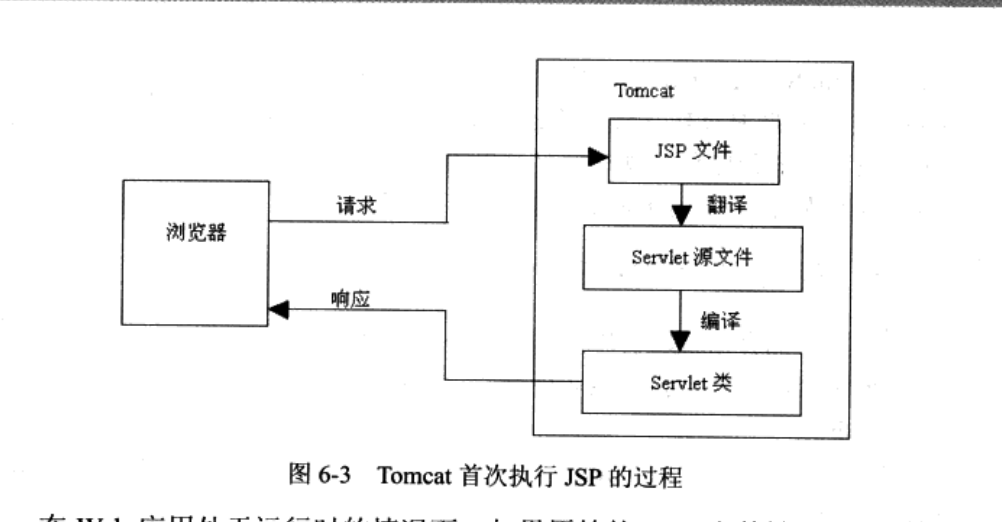 Tomcat
JSP 文件
请求
翻译
浏览器
Servlet 源文件
响应
编译
Servlet 类
图 6-3 Tomcat 首次执行 JSP 的过程